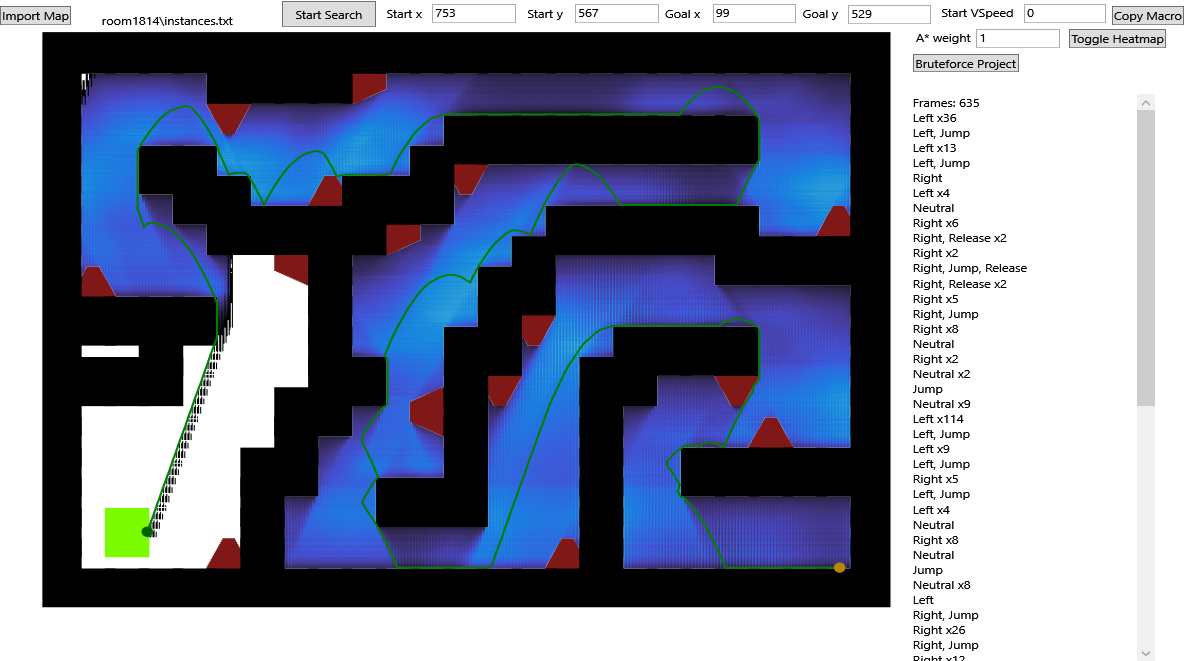 Import Map
room1814\instances.txt
Start Search
Start x 753
Start y 567
Goal x 99
Goal y 529
Start VSpeed 0
Copy Macro
A* weight 1
Toggle Heatmap
Bruteforce Project
Frames: 635
Left x36
Left, Jump
Left x13
Left, Jump
Right
Left x4
Neutral
Right x6
Right, Release x2
Right x2
Right, Jump, Release
Right, Release x2
Right x5
Right, Jump
Right x8
Neutral
Right x2
Neutral x2
Jump
Neutral x9
Left x114
Left, Jump
Left x9
Left, Jump
Right x5
Left, Jump
Left x4
Neutral
Right x8
Neutral
Jump
Neutral x8
Left
Right, Jump
Right x26
Right, Jump
Right x12